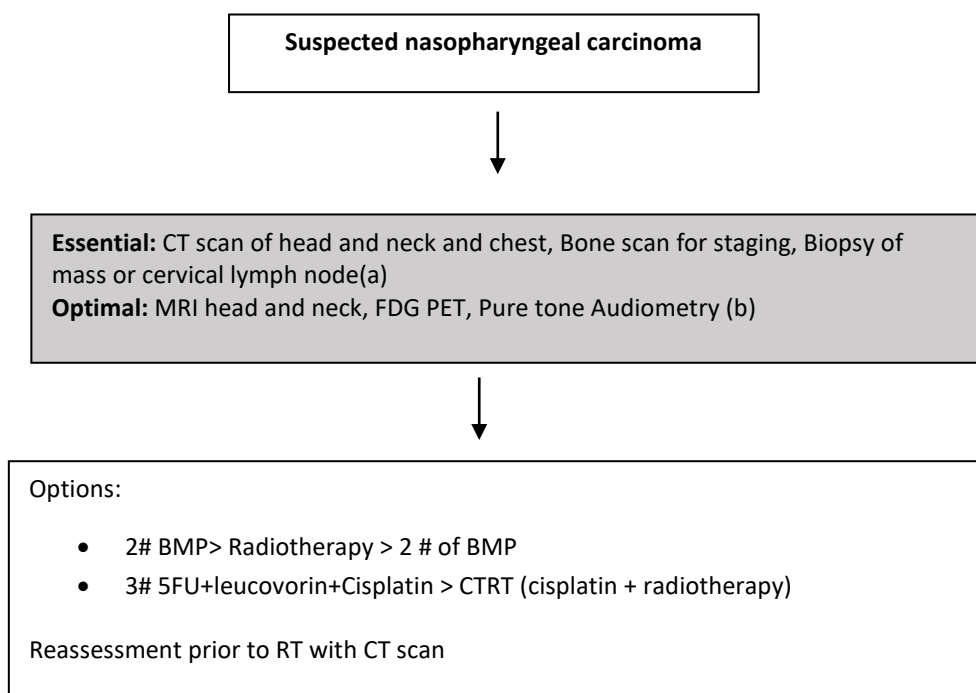 Suspected nasopharyngeal carcinoma
Essential: CT scan of head and neck and chest, Bone scan for staging, Biopsy of
mass or cervical lymph node(a)
Optimal: MRI head and neck, FDG PET, Pure tone Audiometry (b)
Options:
• 2# BMP> Radiotherapy > 2 # of BMP
• 3# 5FU+leucovorin+Cisplatin > CTRT (cisplatin + radiotherapy)
Reassessment prior to RT with CT scan